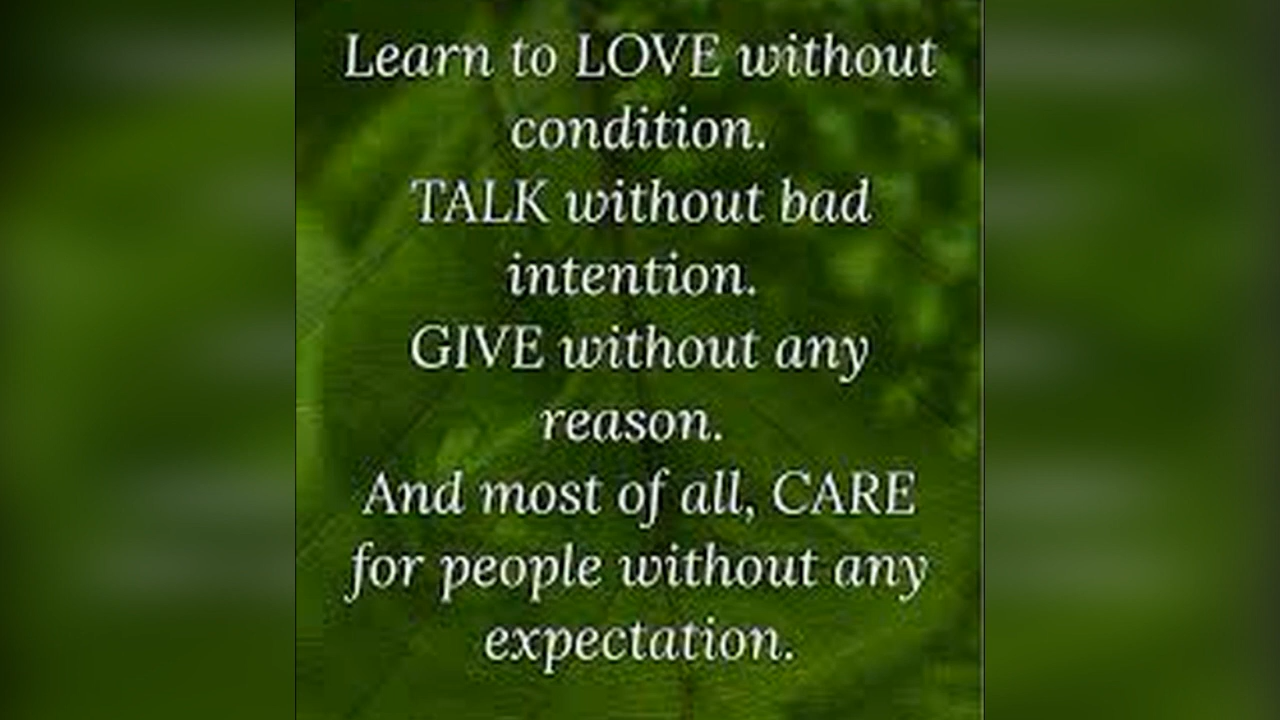 Learn to LOVE without
condition.
TALK without bad
intention.
GIVE without any
reason.
And most of all, CARE
for people without any
expectation.